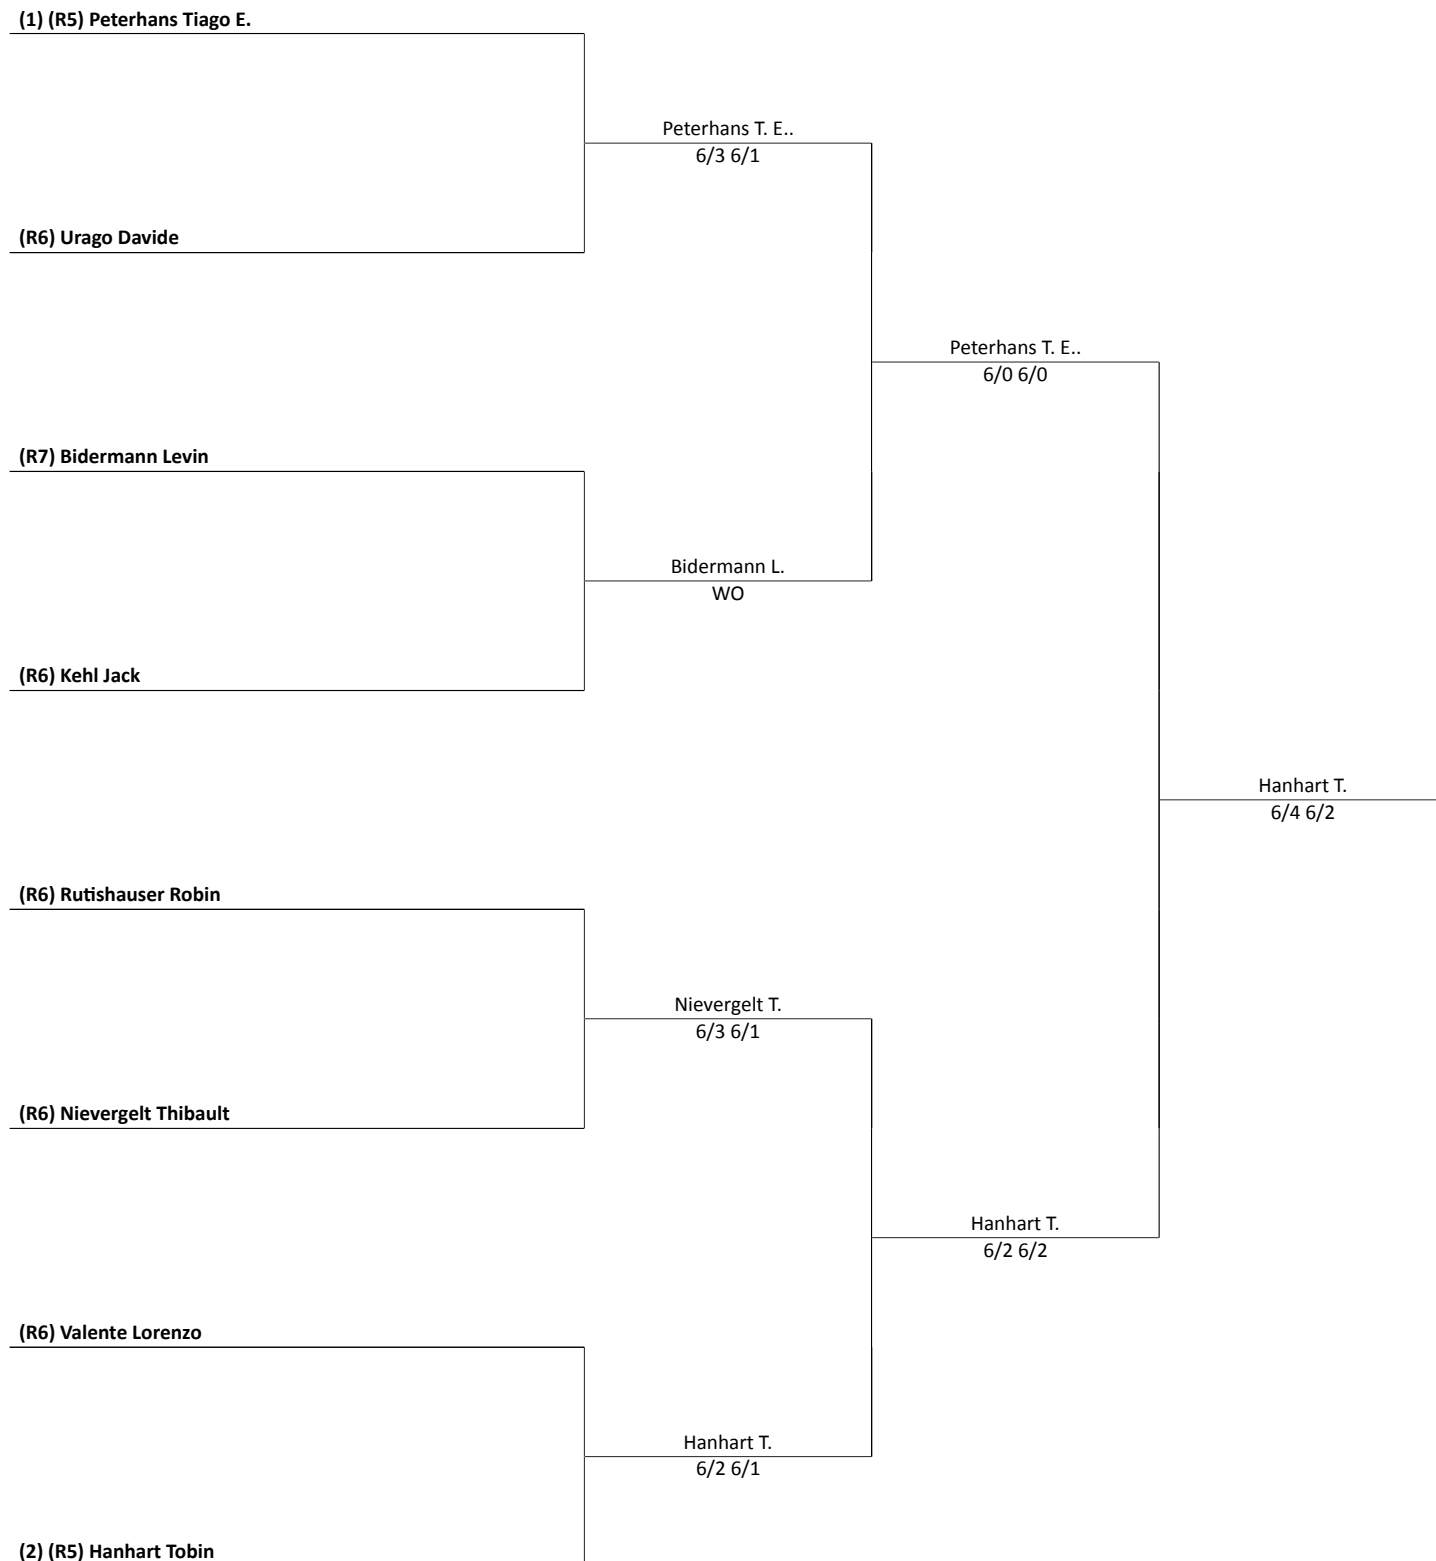 (1) (R5) Peterhans Tiago E.
Peterhans T. E..
6/3 6/1
(R6) Urago Davide
Peterhans T. E..
6/0 6/0
(R7) Bidermann Levin
Bidermann L.
WO
(R6) Kehl Jack
Hanhart T.
6/4 6/2
(R6) Rutishauser Robin
Nievergelt T.
6/3 6/1
(R6) Nievergelt Thibault
Hanhart T.
6/2 6/2
(R6) Valente Lorenzo
Hanhart T.
6/2 6/1
(2) (R5) Hanhart Tobin